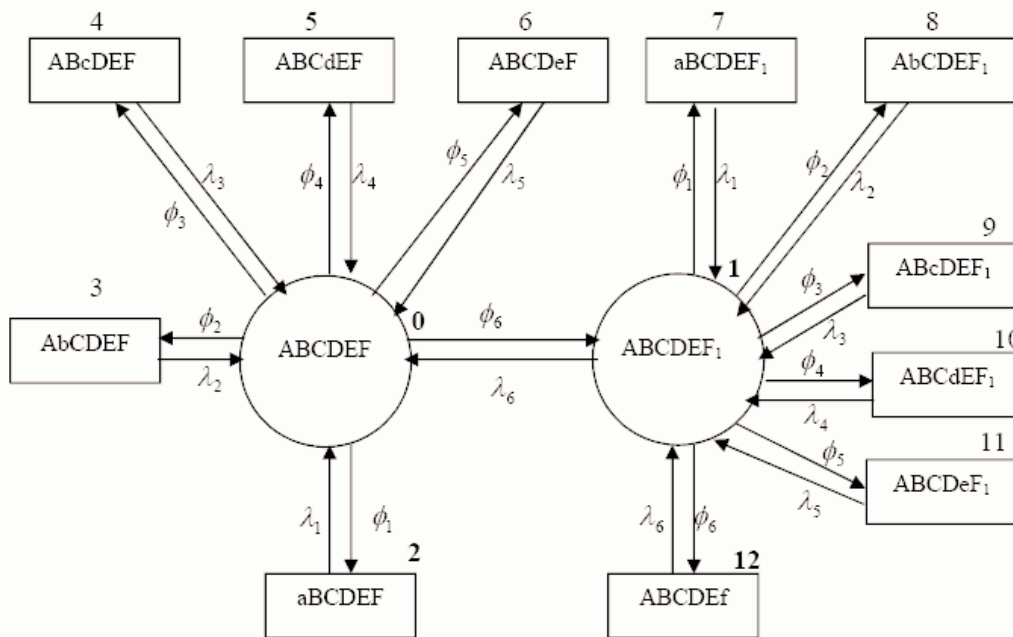 4 5 6 7 8
ABcDEF ABCdEF ABCDeF aBCDEF₁ AbCDEF₁
λ₃ ϕ₃ ϕ₄ λ₄ ϕ₅ λ₅ ϕ₁ λ₁ ϕ₂ λ₂
9
ABcDEF₁
ϕ₃ λ₃
3
AbCDEF
ϕ₂ λ₂
0
ABCDEF
ϕ₆ λ₆
1
ABCDEF₁
10
ABCdEF₁
ϕ₄ λ₄
11
ABCDeF₁
ϕ₅ λ₅
λ₁ ϕ₁ λ₆ ϕ₆
2 12
aBCDEF ABCDEf